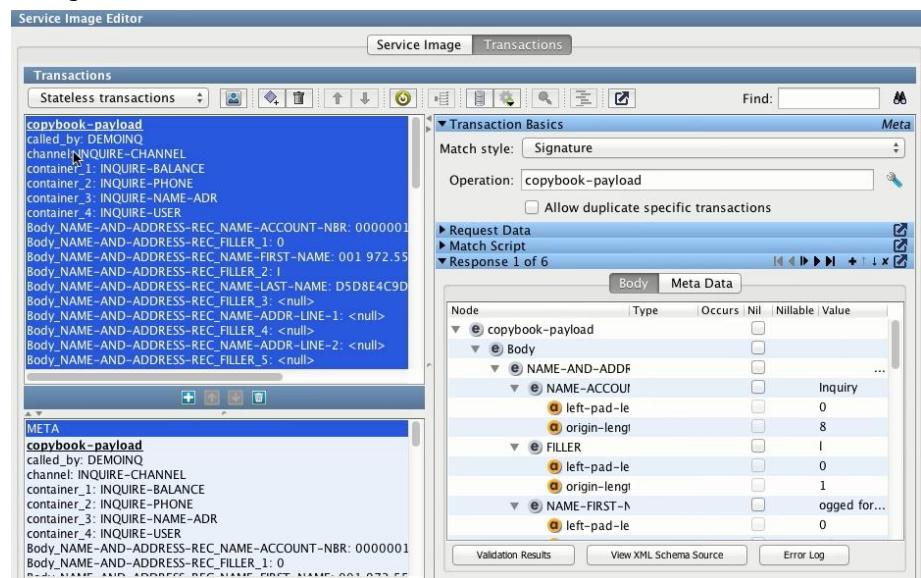 Service Image Editor
Service Image
Transactions
Transactions
Stateless transactions
Find:
copybook-payload
called_by: DEMOINQ
channel: INQUIRE-CHANNEL
container_1: INQUIRE-BALANCE
container_2: INQUIRE-PHONE
container_3: INQUIRE-NAME-ADR
container_4: INQUIRE-USER
Body_NAME-AND-ADDRESS-REC_NAME-ACCOUNT-NBR: 0000001
Body_NAME-AND-ADDRESS-REC_FILLER_1: 0
Body_NAME-AND-ADDRESS-REC_NAME-FIRST-NAME: 001 972.55
Body_NAME-AND-ADDRESS-REC_FILLER_2: I
Body_NAME-AND-ADDRESS-REC_NAME-LAST-NAME: D5D8E4C9D
Body_NAME-AND-ADDRESS-REC_FILLER_3: <null>
Body_NAME-AND-ADDRESS-REC_NAME-ADDR-LINE-1: <null>
Body_NAME-AND-ADDRESS-REC_FILLER_4: <null>
Body_NAME-AND-ADDRESS-REC_NAME-ADDR-LINE-2: <null>
Body_NAME-AND-ADDRESS-REC_FILLER_5: <null>
META
copybook-payload
called_by: DEMOINQ
channel: INQUIRE-CHANNEL
container_1: INQUIRE-BALANCE
container_2: INQUIRE-PHONE
container_3: INQUIRE-NAME-ADR
container_4: INQUIRE-USER
Body_NAME-AND-ADDRESS-REC_NAME-ACCOUNT-NBR: 0000001
Body_NAME-AND-ADDRESS-REC_FILLER_1: 0
Transaction Basics Meta
Match style: Signature
Operation: copybook-payload
Allow duplicate specific transactions
Request Data
Match Script
Response 1 of 6
Body Meta Data
Node Type Occurs Nil Nillable Value
e copybook-payload
e Body
e NAME-AND-ADDR ...
e NAME-ACCOUN Inquiry
a left-pad-le 0
a origin-lengt 8
e FILLER I
a left-pad-le 0
a origin-lengt 1
e NAME-FIRST-N ogged for...
a left-pad-le 0
Validation Results View XML Schema Source Error Log